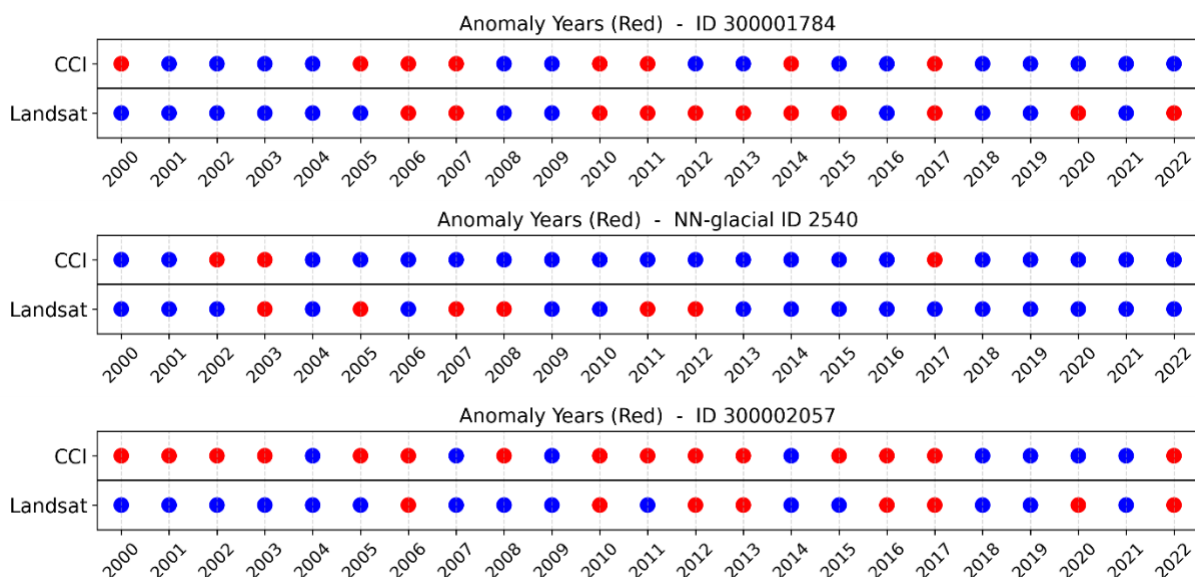 Anomaly Years (Red)  -  ID 300001784
CCI
Landsat
2000 2001 2002 2003 2004 2005 2006 2007 2008 2009 2010 2011 2012 2013 2014 2015 2016 2017 2018 2019 2020 2021 2022
Anomaly Years (Red)  -  NN-glacial ID 2540
CCI
Landsat
2000 2001 2002 2003 2004 2005 2006 2007 2008 2009 2010 2011 2012 2013 2014 2015 2016 2017 2018 2019 2020 2021 2022
Anomaly Years (Red)  -  ID 300002057
CCI
Landsat
2000 2001 2002 2003 2004 2005 2006 2007 2008 2009 2010 2011 2012 2013 2014 2015 2016 2017 2018 2019 2020 2021 2022